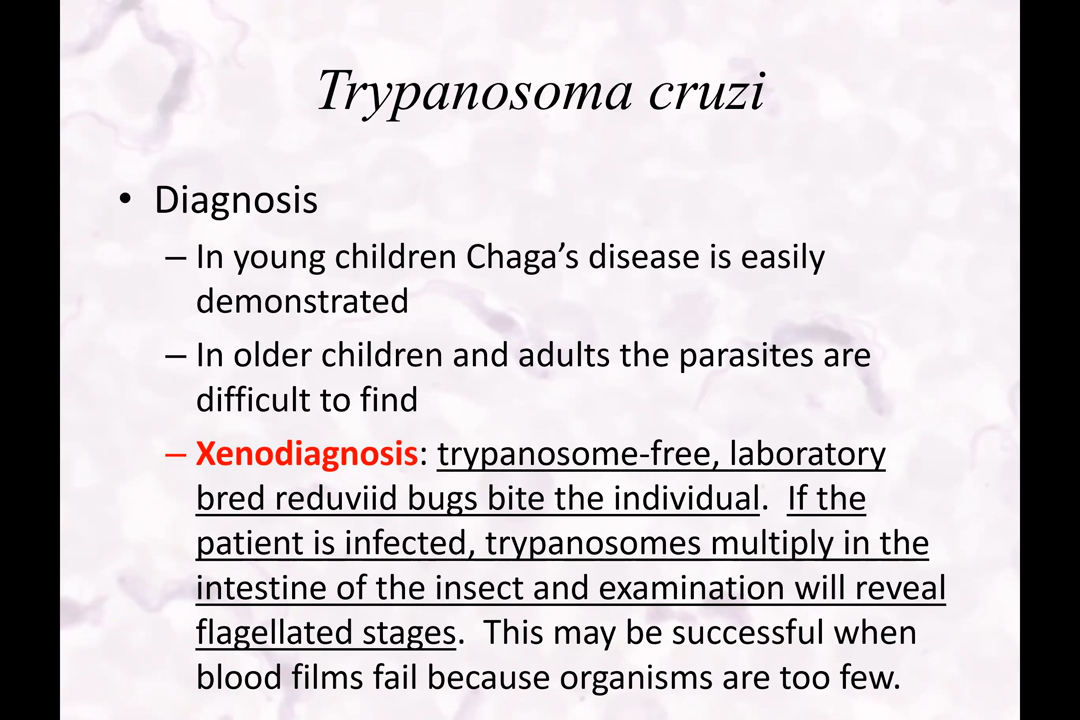 Trypanosoma cruzi
• Diagnosis
– In young children Chaga’s disease is easily
demonstrated
– In older children and adults the parasites are
difficult to find
– Xenodiagnosis: trypanosome-free, laboratory
bred reduviid bugs bite the individual. If the
patient is infected, trypanosomes multiply in the
intestine of the insect and examination will reveal
flagellated stages. This may be successful when
blood films fail because organisms are too few.